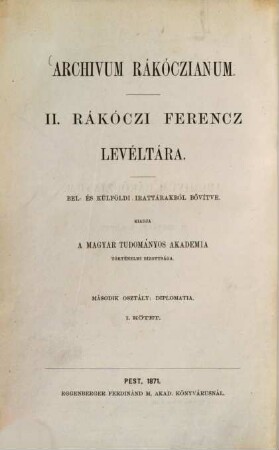 ARCHIVUM RÁKÓCZIANUM.
II. RÁKÓCZI FERENCZ
LEVÉLTÁRA.
BEL- ÉS KÜLFÖLDI IRATTÁRAKBÓL BŐVÍTVE.
KIADJA
A MAGYAR TUDOMÁNYOS AKADEMIA
TÖRTÉNELMI BIZOTTSÁGA.
MÁSODIK OSZTÁLY: DIPLOMATIA.
I. KÖTET.
PEST, 1871.
EGGENBERGER FERDINÁND M. AKAD. KÖNYVÁRUSNÁL.